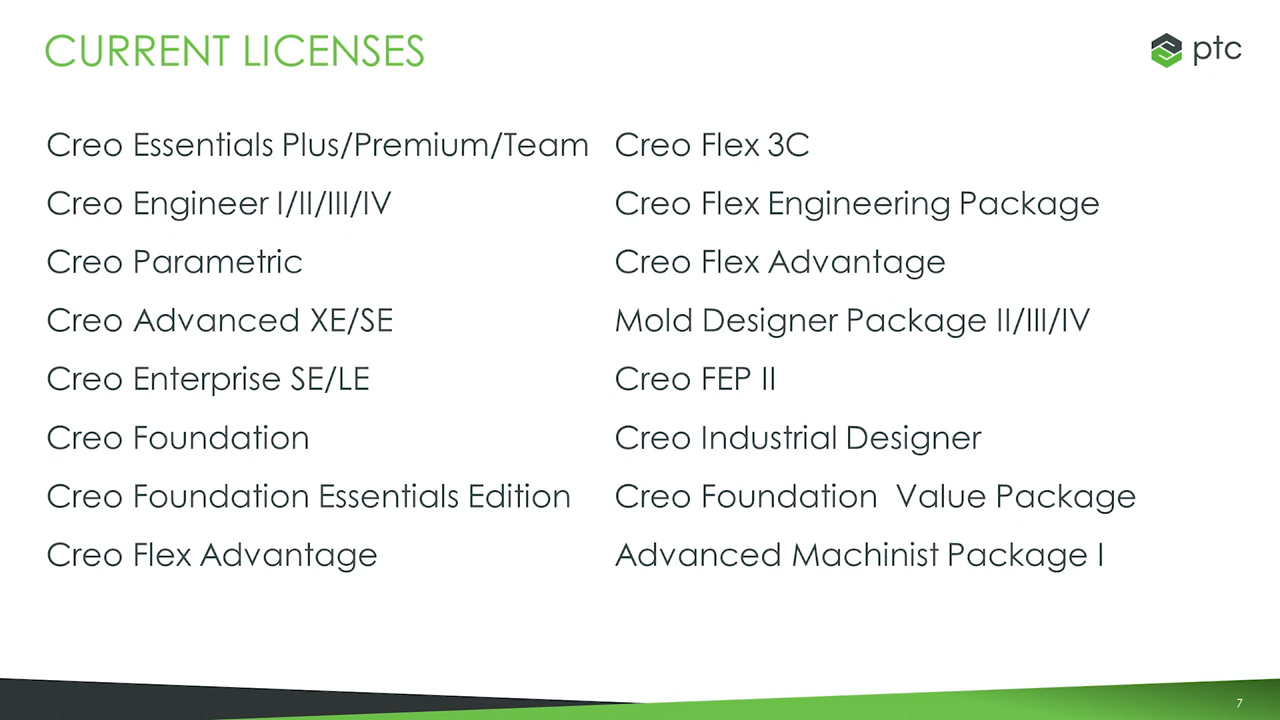 CURRENT LICENSES
ptc
Creo Essentials Plus/Premium/Team
Creo Engineer I/II/III/IV
Creo Parametric
Creo Advanced XE/SE
Creo Enterprise SE/LE
Creo Foundation
Creo Foundation Essentials Edition
Creo Flex Advantage
Creo Flex 3C
Creo Flex Engineering Package
Creo Flex Advantage
Mold Designer Package II/III/IV
Creo FEP II
Creo Industrial Designer
Creo Foundation  Value Package
Advanced Machinist Package I
7